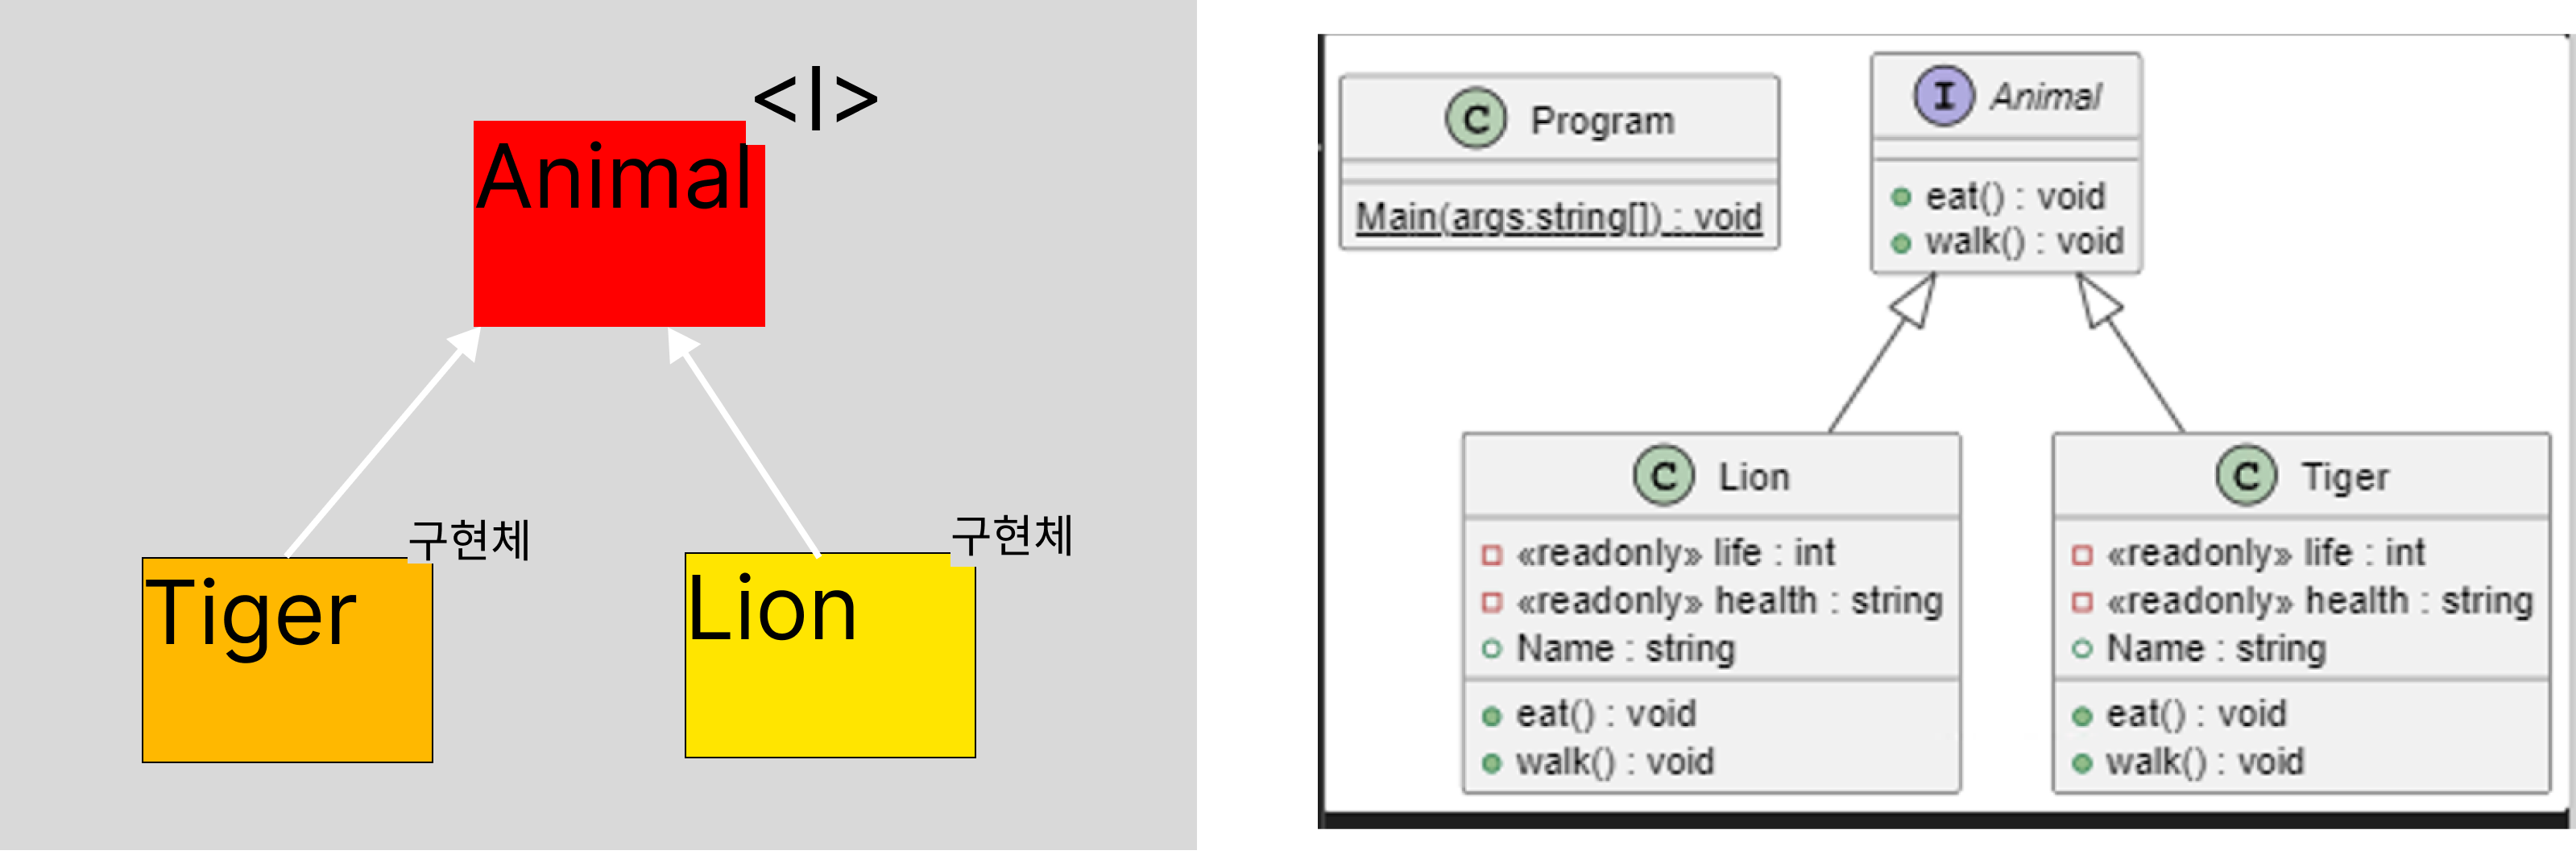 <I>
Animal
구현체
구현체
Tiger
Lion
C Program
Main(args:string[]) : void
I Animal
eat() : void
walk() : void
C Lion
«readonly» life : int
«readonly» health : string
Name : string
eat() : void
walk() : void
C Tiger
«readonly» life : int
«readonly» health : string
Name : string
eat() : void
walk() : void